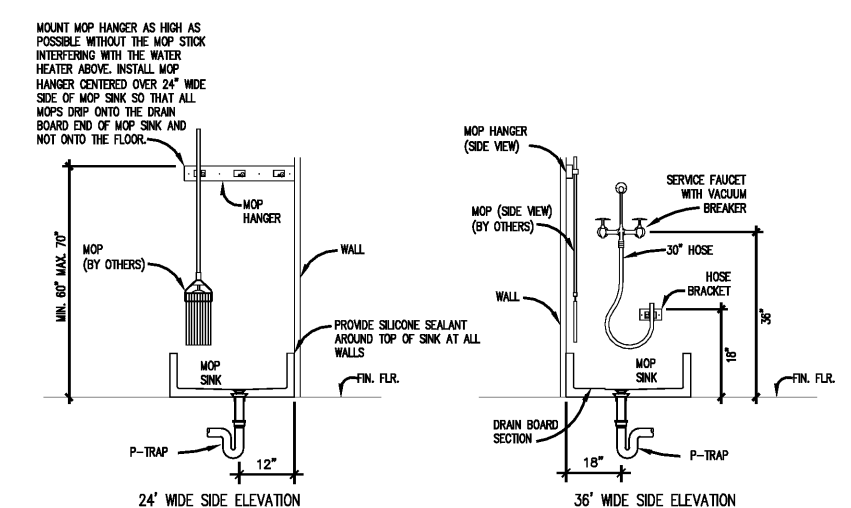 MOUNT MOP HANGER AS HIGH AS
POSSIBLE WITHOUT THE MOP STICK
INTERFERING WITH THE WATER
HEATER ABOVE. INSTALL MOP
HANGER CENTERED OVER 24" WIDE
SIDE OF MOP SINK SO THAT ALL
MOPS DRIP ONTO THE DRAIN
BOARD END OF MOP SINK AND
NOT ONTO THE FLOOR.
MOP
HANGER
MIN. 60" MAX. 70"
MOP
(BY OTHERS)
WALL
PROVIDE SILICONE SEALANT
AROUND TOP OF SINK AT ALL
WALLS
MOP
SINK
FIN. FLR.
P-TRAP
12"
24' WIDE SIDE ELEVATION
MOP HANGER
(SIDE VIEW)
SERVICE FAUCET
WITH VACUUM
BREAKER
MOP (SIDE VIEW)
(BY OTHERS)
30" HOSE
HOSE
BRACKET
WALL
36"
18"
MOP
SINK
FIN. FLR.
DRAIN BOARD
SECTION
P-TRAP
18"
36' WIDE SIDE ELEVATION